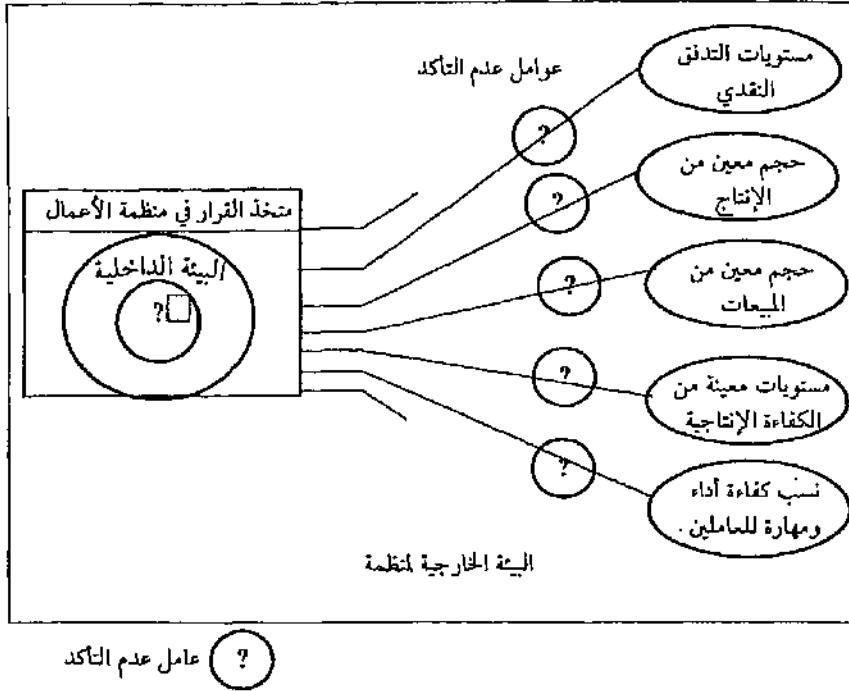 عوامل عدم التأكد
مستويات التدفق
النقدي
?
حجم معين من
الإنتاج
?
متخذ القرار في منظمة الأعمال
البيئة الداخلية
?
حجم معين من
المبيعات
?
مستويات معينة من
الكفاءة الإنتاجية
?
نسب كفاءة أداء
ومهارة للعاملين .
?
البيئة الخارجية لمنظمة
? عامل عدم التأكد